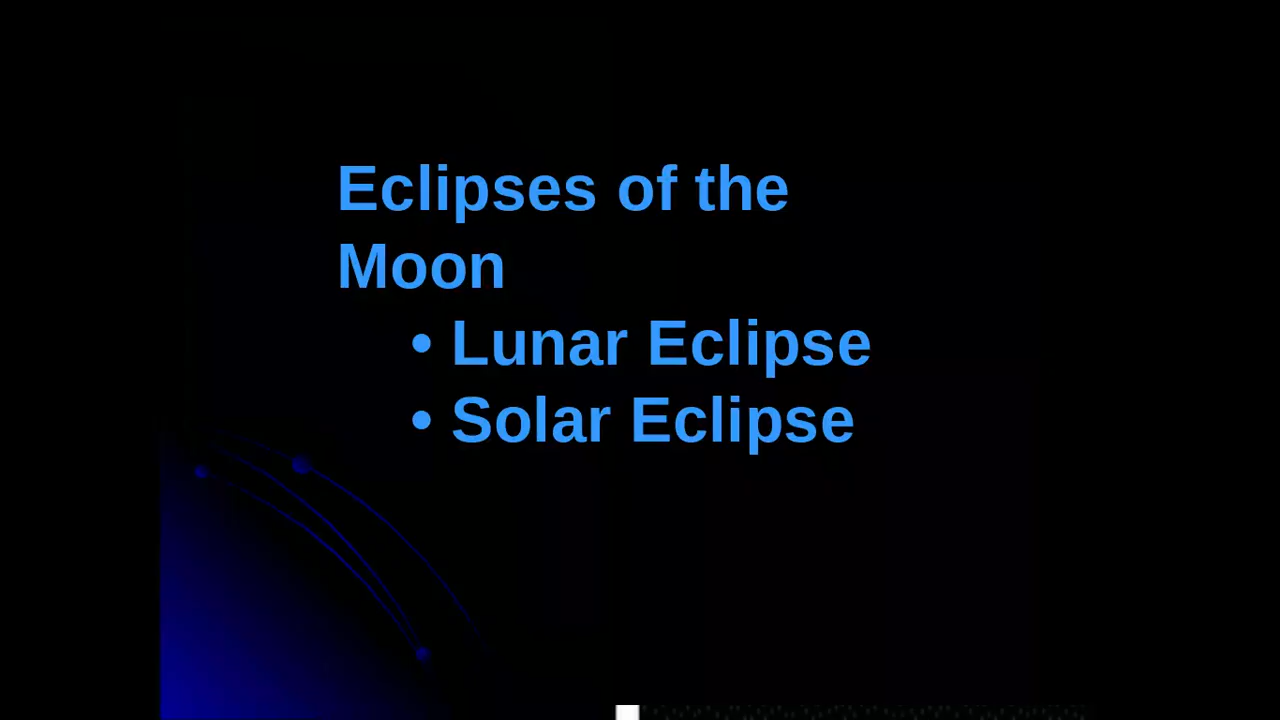 Eclipses of the
Moon
• Lunar Eclipse
• Solar Eclipse